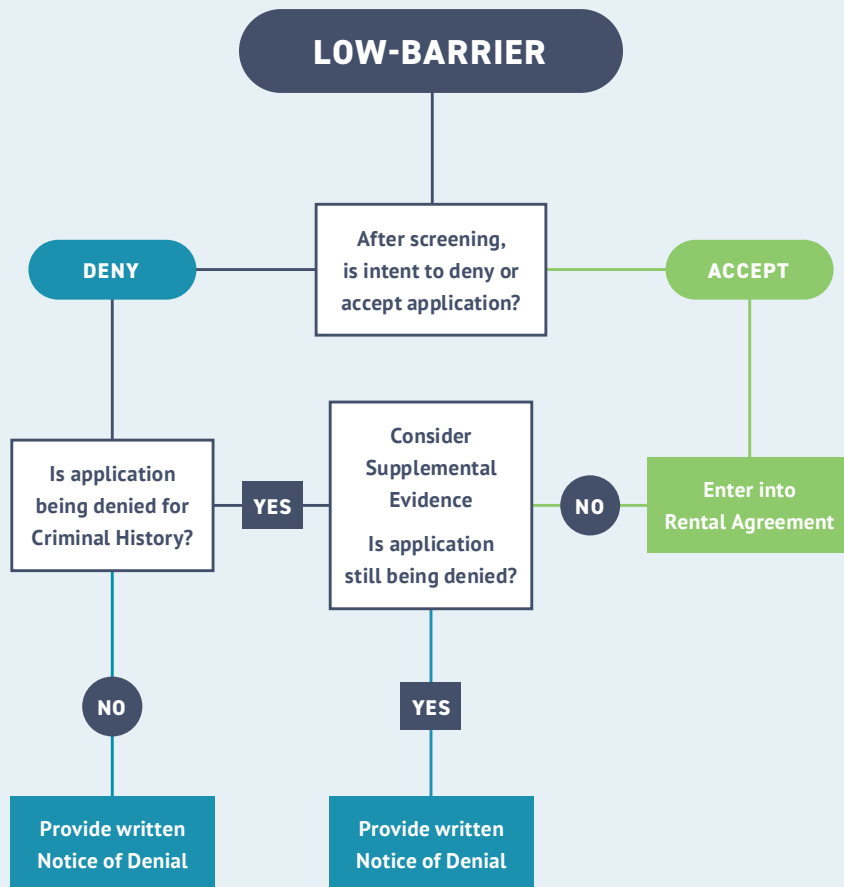 LOW-BARRIER
After screening,
is intent to deny or
accept application?
DENY
ACCEPT
Is application
being denied for
Criminal History?
YES
Consider
Supplemental
Evidence
Is application
still being denied?
NO
Enter into
Rental Agreement
NO
YES
Provide written
Notice of Denial
Provide written
Notice of Denial